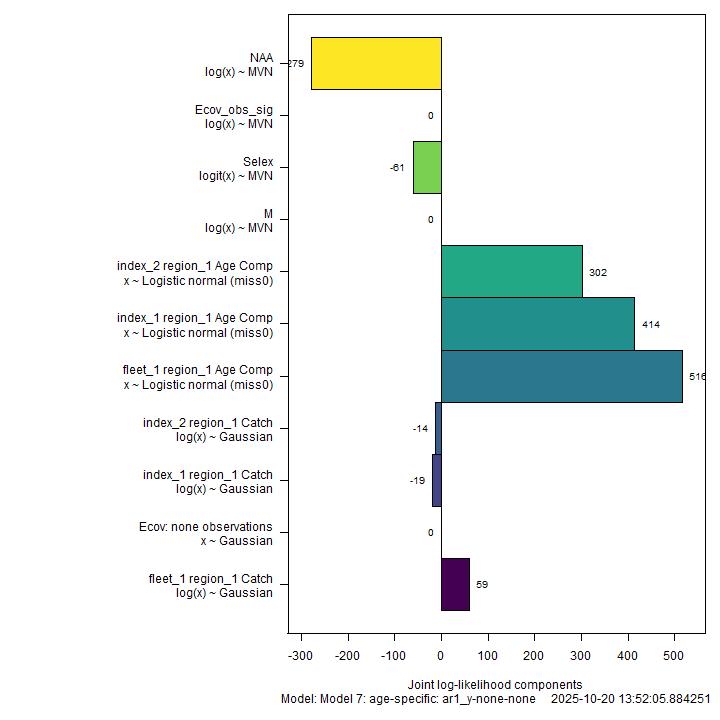 NAA
log(x) ~ MVN
279
Ecov_obs_sig
log(x) ~ MVN
0
Selex
logit(x) ~ MVN
-61
M
log(x) ~ MVN
0
index_2 region_1 Age Comp
x ~ Logistic normal (miss0)
302
index_1 region_1 Age Comp
x ~ Logistic normal (miss0)
414
fleet_1 region_1 Age Comp
x ~ Logistic normal (miss0)
516
index_2 region_1 Catch
log(x) ~ Gaussian
-14
index_1 region_1 Catch
log(x) ~ Gaussian
-19
Ecov: none observations
x ~ Gaussian
0
fleet_1 region_1 Catch
log(x) ~ Gaussian
59
-300 -200 -100 0 100 200 300 400 500
Joint log-likelihood components
Model: Model 7: age-specific: ar1_y-none-none 2025-10-20 13:52:05.884251